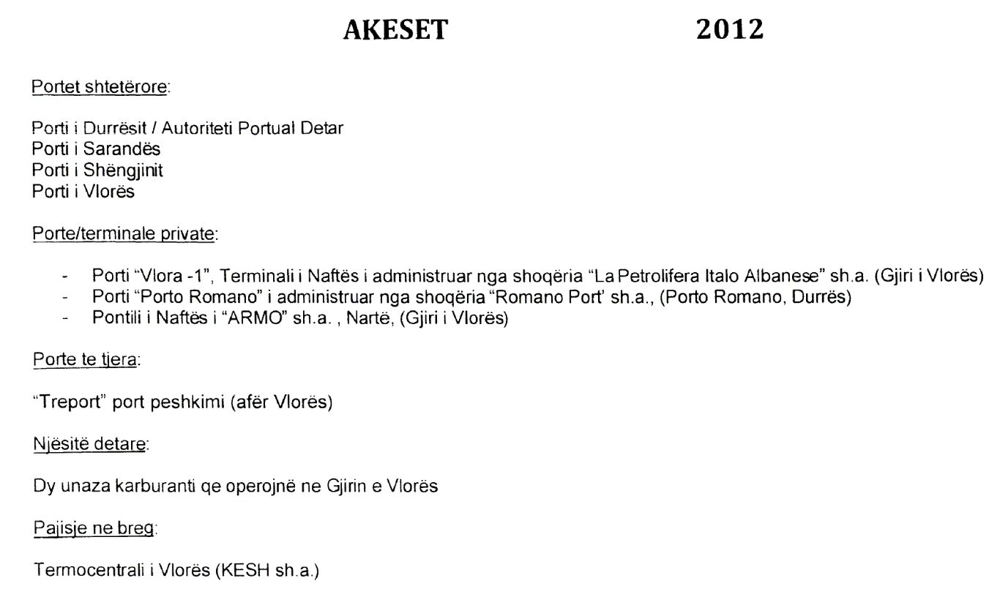 AKESET 2012
Portet shtetërore:
Porti i Durrësit / Autoriteti Portual Detar
Porti i Sarandës
Porti i Shëngjinit
Porti i Vlorës
Porte/terminale private:
- Porti “Vlora -1”, Terminali i Naftës i administruar nga shoqëria “La Petrolifera Italo Albanese” sh.a. (Gjiri i Vlorës)
- Porti “Porto Romano” i administruar nga shoqëria “Romano Port’ sh.a., (Porto Romano, Durrës)
- Pontili i Naftës i “ARMO” sh.a. , Nartë, (Gjiri i Vlorës)
Porte te tjera:
“Treport” port peshkimi (afër Vlorës)
Njësitë detare:
Dy unaza karburanti qe operojnë ne Gjirin e Vlorës
Pajisje ne breg:
Termocentrali i Vlorës (KESH sh.a.)